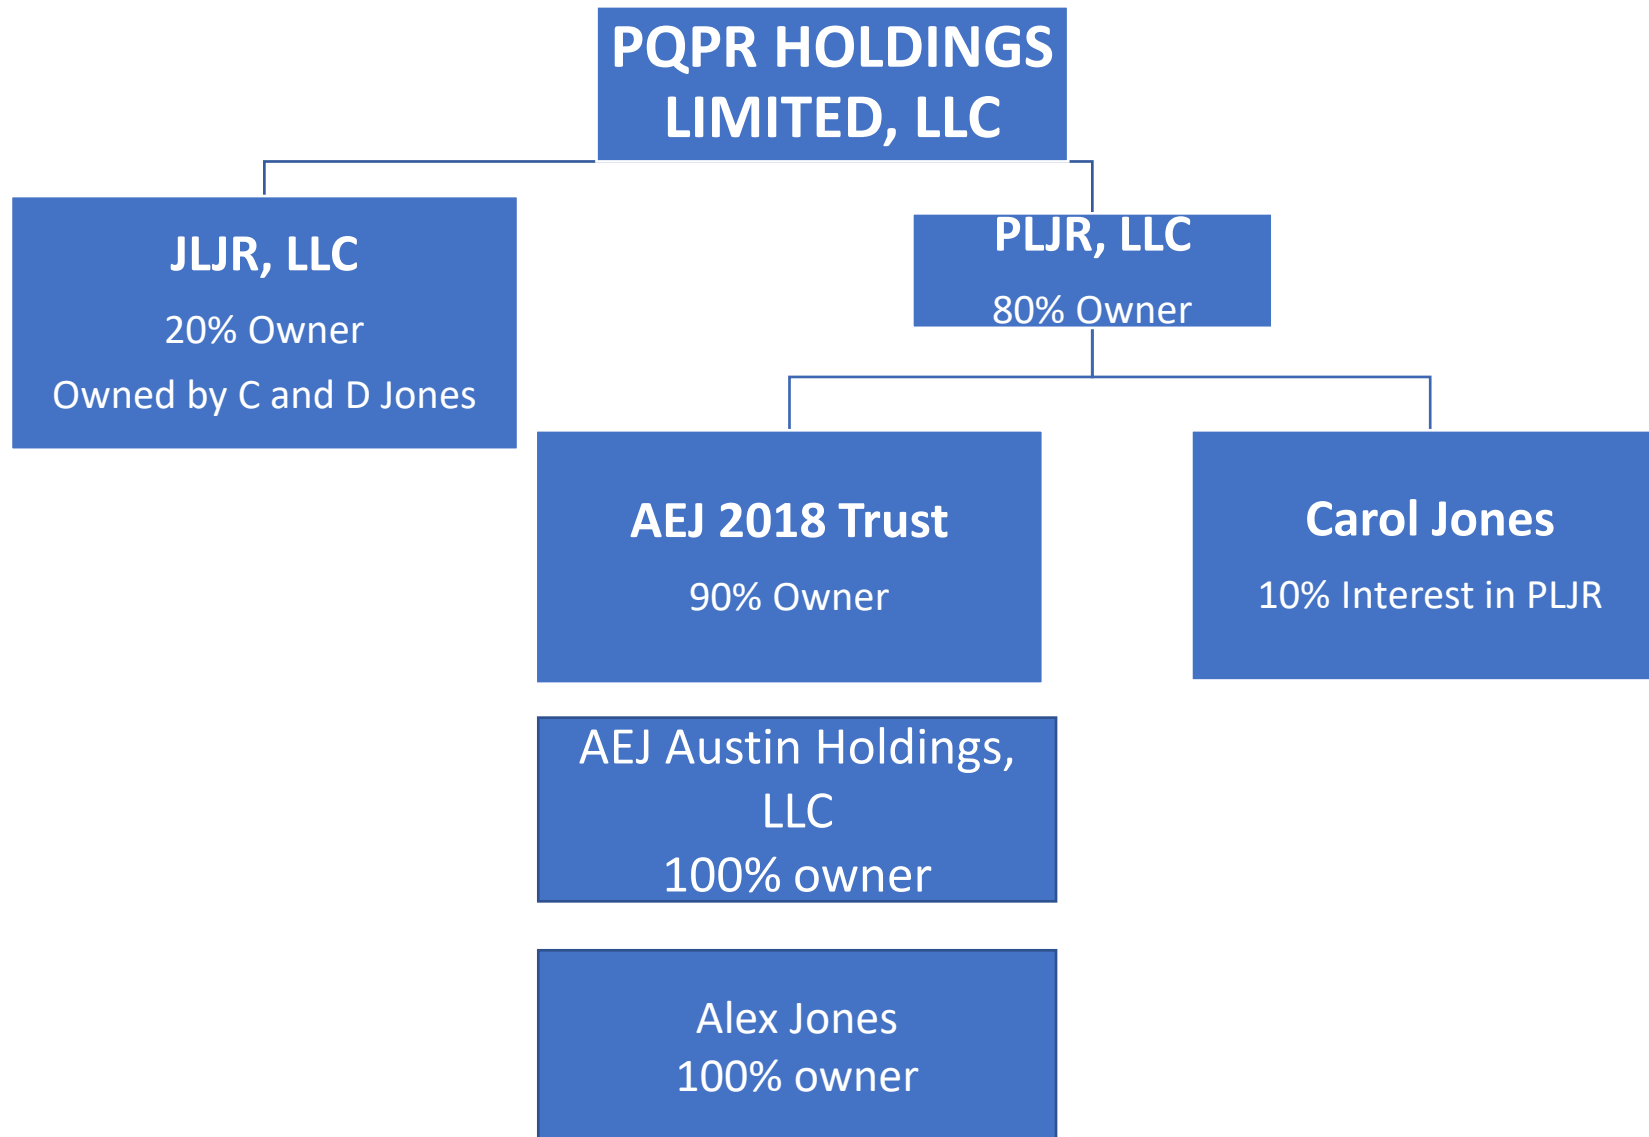 PQPR HOLDINGS
LIMITED, LLC
JLJR, LLC
20% Owner
Owned by C and D Jones
PLJR, LLC
80% Owner
AEJ 2018 Trust
90% Owner
Carol Jones
10% Interest in PLJR
AEJ Austin Holdings,
LLC
100% owner
Alex Jones
100% owner